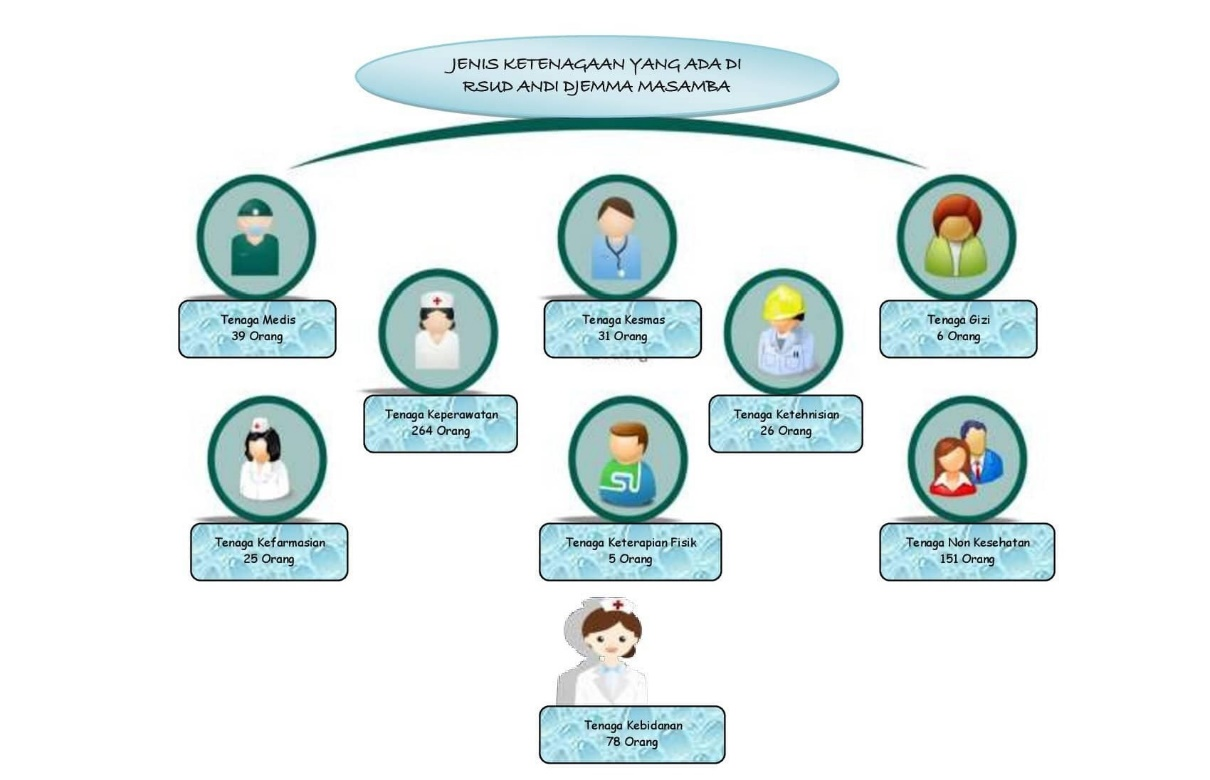 JENIS KETENAGAAN YANG ADA DI
RSUD ANDI DJEMMA MASAMBA
Tenaga Medis
39 Orang
Tenaga Kesmas
31 Orang
Tenaga Gizi
6 Orang
Tenaga Keperawatan
264 Orang
Tenaga Ketehnisian
26 Orang
Tenaga Kefarmasian
25 Orang
Tenaga Keterapian Fisik
5 Orang
Tenaga Non Kesehatan
151 Orang
Tenaga Kebidanan
78 Orang